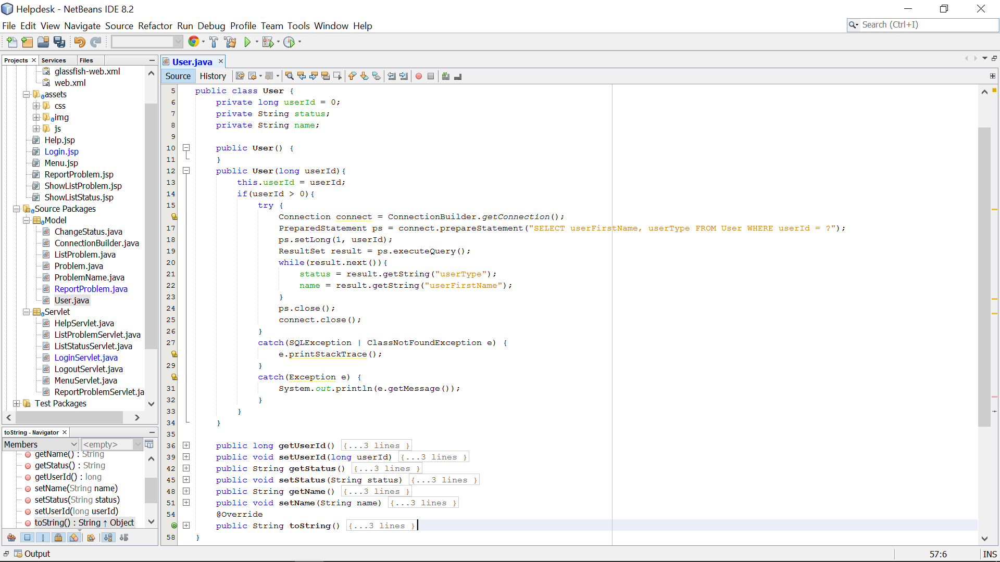 Helpdesk - NetBeans IDE 8.2
File Edit View Navigate Source Refactor Run Debug Profile Team Tools Window Help
Search (Ctrl+I)
Projects Services Files
glassfish-web.xml
web.xml
assets
css
img
js
Help.jsp
Login.jsp
Menu.jsp
ReportProblem.jsp
ShowListProblem.jsp
ShowListStatus.jsp
Source Packages
Model
ChangeStatus.java
ConnectionBuilder.java
ListProblem.java
Problem.java
ProblemName.java
ReportProblem.java
User.java
Servlet
HelpServlet.java
ListProblemServlet.java
ListStatusServlet.java
LoginServlet.java
LogoutServlet.java
MenuServlet.java
ReportProblemServlet.ja
Test Packages
toString - Navigator
Members <empty>
getName() : String
getStatus() : String
getUserId() : long
setName(String name)
setStatus(String status)
setUserId(long userId)
toString() : String ↑ Object
User.java
Source History
5 public class User {
6 private long userId = 0;
7 private String status;
8 private String name;
9
10 public User() {
11 }
12 public User(long userId){
13 this.userId = userId;
14 if(userId > 0){
15 try {
Connection connect = ConnectionBuilder.getConnection();
17 PreparedStatement ps = connect.prepareStatement("SELECT userFirstName, userType FROM User WHERE userId = ?");
18 ps.setLong(1, userId);
19 ResultSet result = ps.executeQuery();
20 while(result.next()){
21 status = result.getString("userType");
22 name = result.getString("userFirstName");
23 }
24 ps.close();
25 connect.close();
26 }
27 catch(SQLException | ClassNotFoundException e) {
e.printStackTrace();
29 }
catch(Exception e) {
31 System.out.println(e.getMessage());
32 }
33 }
34 }
35
36 public long getUserId() {...3 lines }
39 public void setUserId(long userId) {...3 lines }
42 public String getStatus() {...3 lines }
45 public void setStatus(String status) {...3 lines }
48 public String getName() {...3 lines }
51 public void setName(String name) {...3 lines }
54 @Override
public String toString() {...3 lines }
58 }
Output
57:6 INS